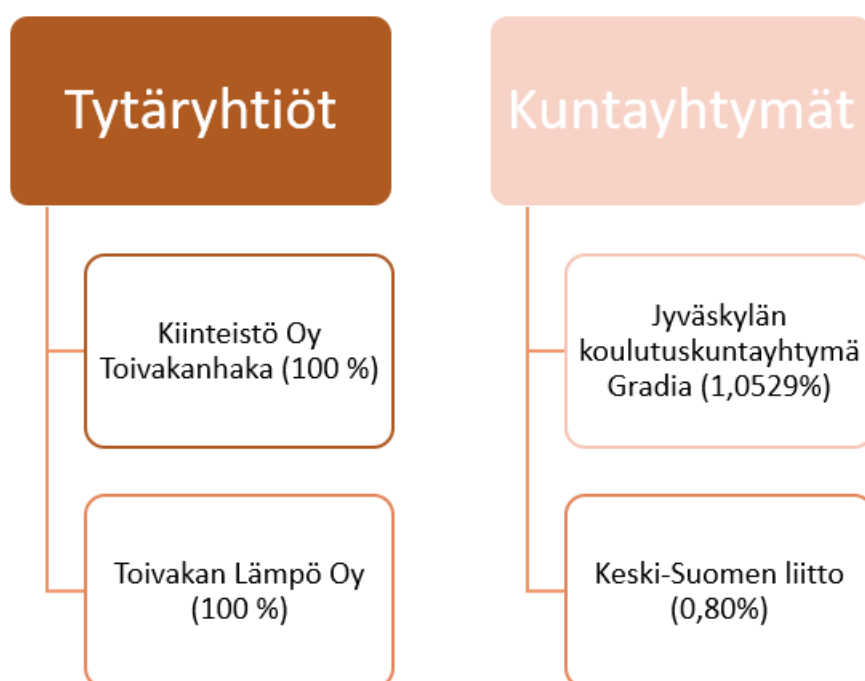 Tytäryhtiöt
Kiinteistö Oy
Toivakanhaka (100 %)
Toivakan Lämpö Oy
(100 %)
Kuntayhtymät
Jyväskylän
koulutuskuntayhtymä
Gradia (1,0529%)
Keski-Suomen liitto
(0,80%)